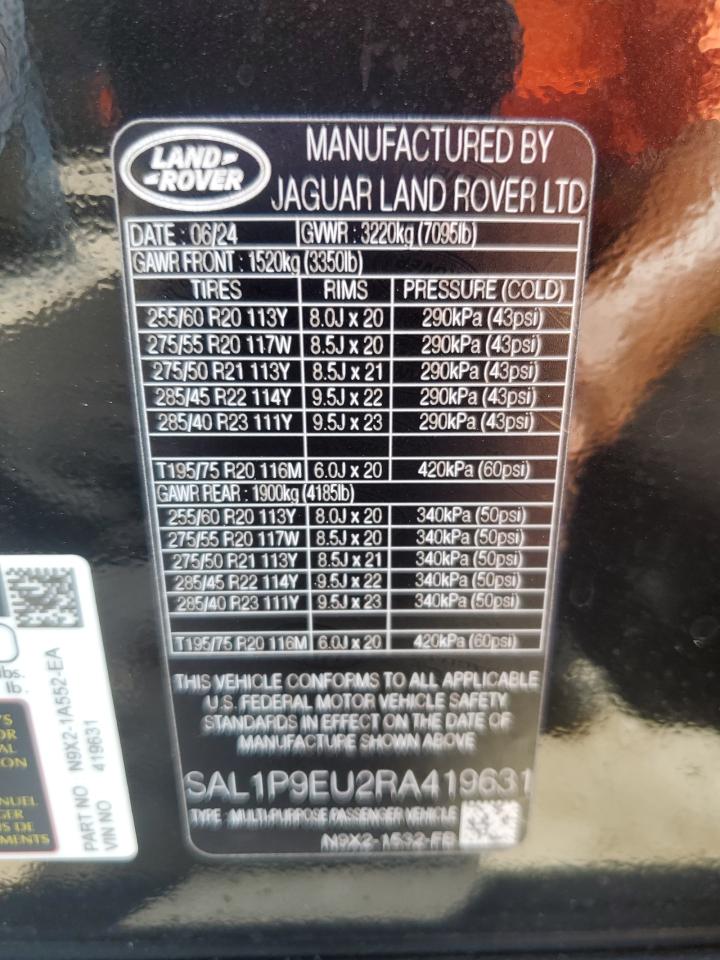 LAND-
-ROVER
MANUFACTURED BY
JAGUAR LAND ROVER LTD
DATE : 06/24 GVWR : 3220kg (7095lb)
GAWR FRONT : 1520kg (3350lb)
TIRES RIMS PRESSURE (COLD)
255/60 R20 113Y 8.0J x 20 290kPa (43psi)
275/55 R20 117W 8.5J x 20 290kPa (43psi)
275/50 R21 113Y 8.5J x 21 290kPa (43psi)
285/45 R22 114Y 9.5J x 22 290kPa (43psi)
285/40 R23 111Y 9.5J x 23 290kPa (43psi)
T195/75 R20 116M 6.0J x 20 420kPa (60psi)
GAWR REAR : 1900kg (4185lb)
255/60 R20 113Y 8.0J x 20 340kPa (50psi)
275/55 R20 117W 8.5J x 20 340kPa (50psi)
275/50 R21 113Y 8.5J x 21 340kPa (50psi)
285/45 R22 114Y 9.5J x 22 340kPa (50psi)
285/40 R23 111Y 9.5J x 23 340kPa (50psi)
T195/75 R20 116M 6.0J x 20 420kPa (60psi)
THIS VEHICLE CONFORMS TO ALL APPLICABLE
U.S. FEDERAL MOTOR VEHICLE SAFETY
STANDARDS IN EFFECT ON THE DATE OF
MANUFACTURE SHOWN ABOVE
SAL1P9EU2RA419631
TYPE : MULTI-PURPOSE PASSENGER VEHICLE
N9X2-1532-FB
lbs.
lb.
PART NO N9X2-1A552-EA
VIN NO 419631